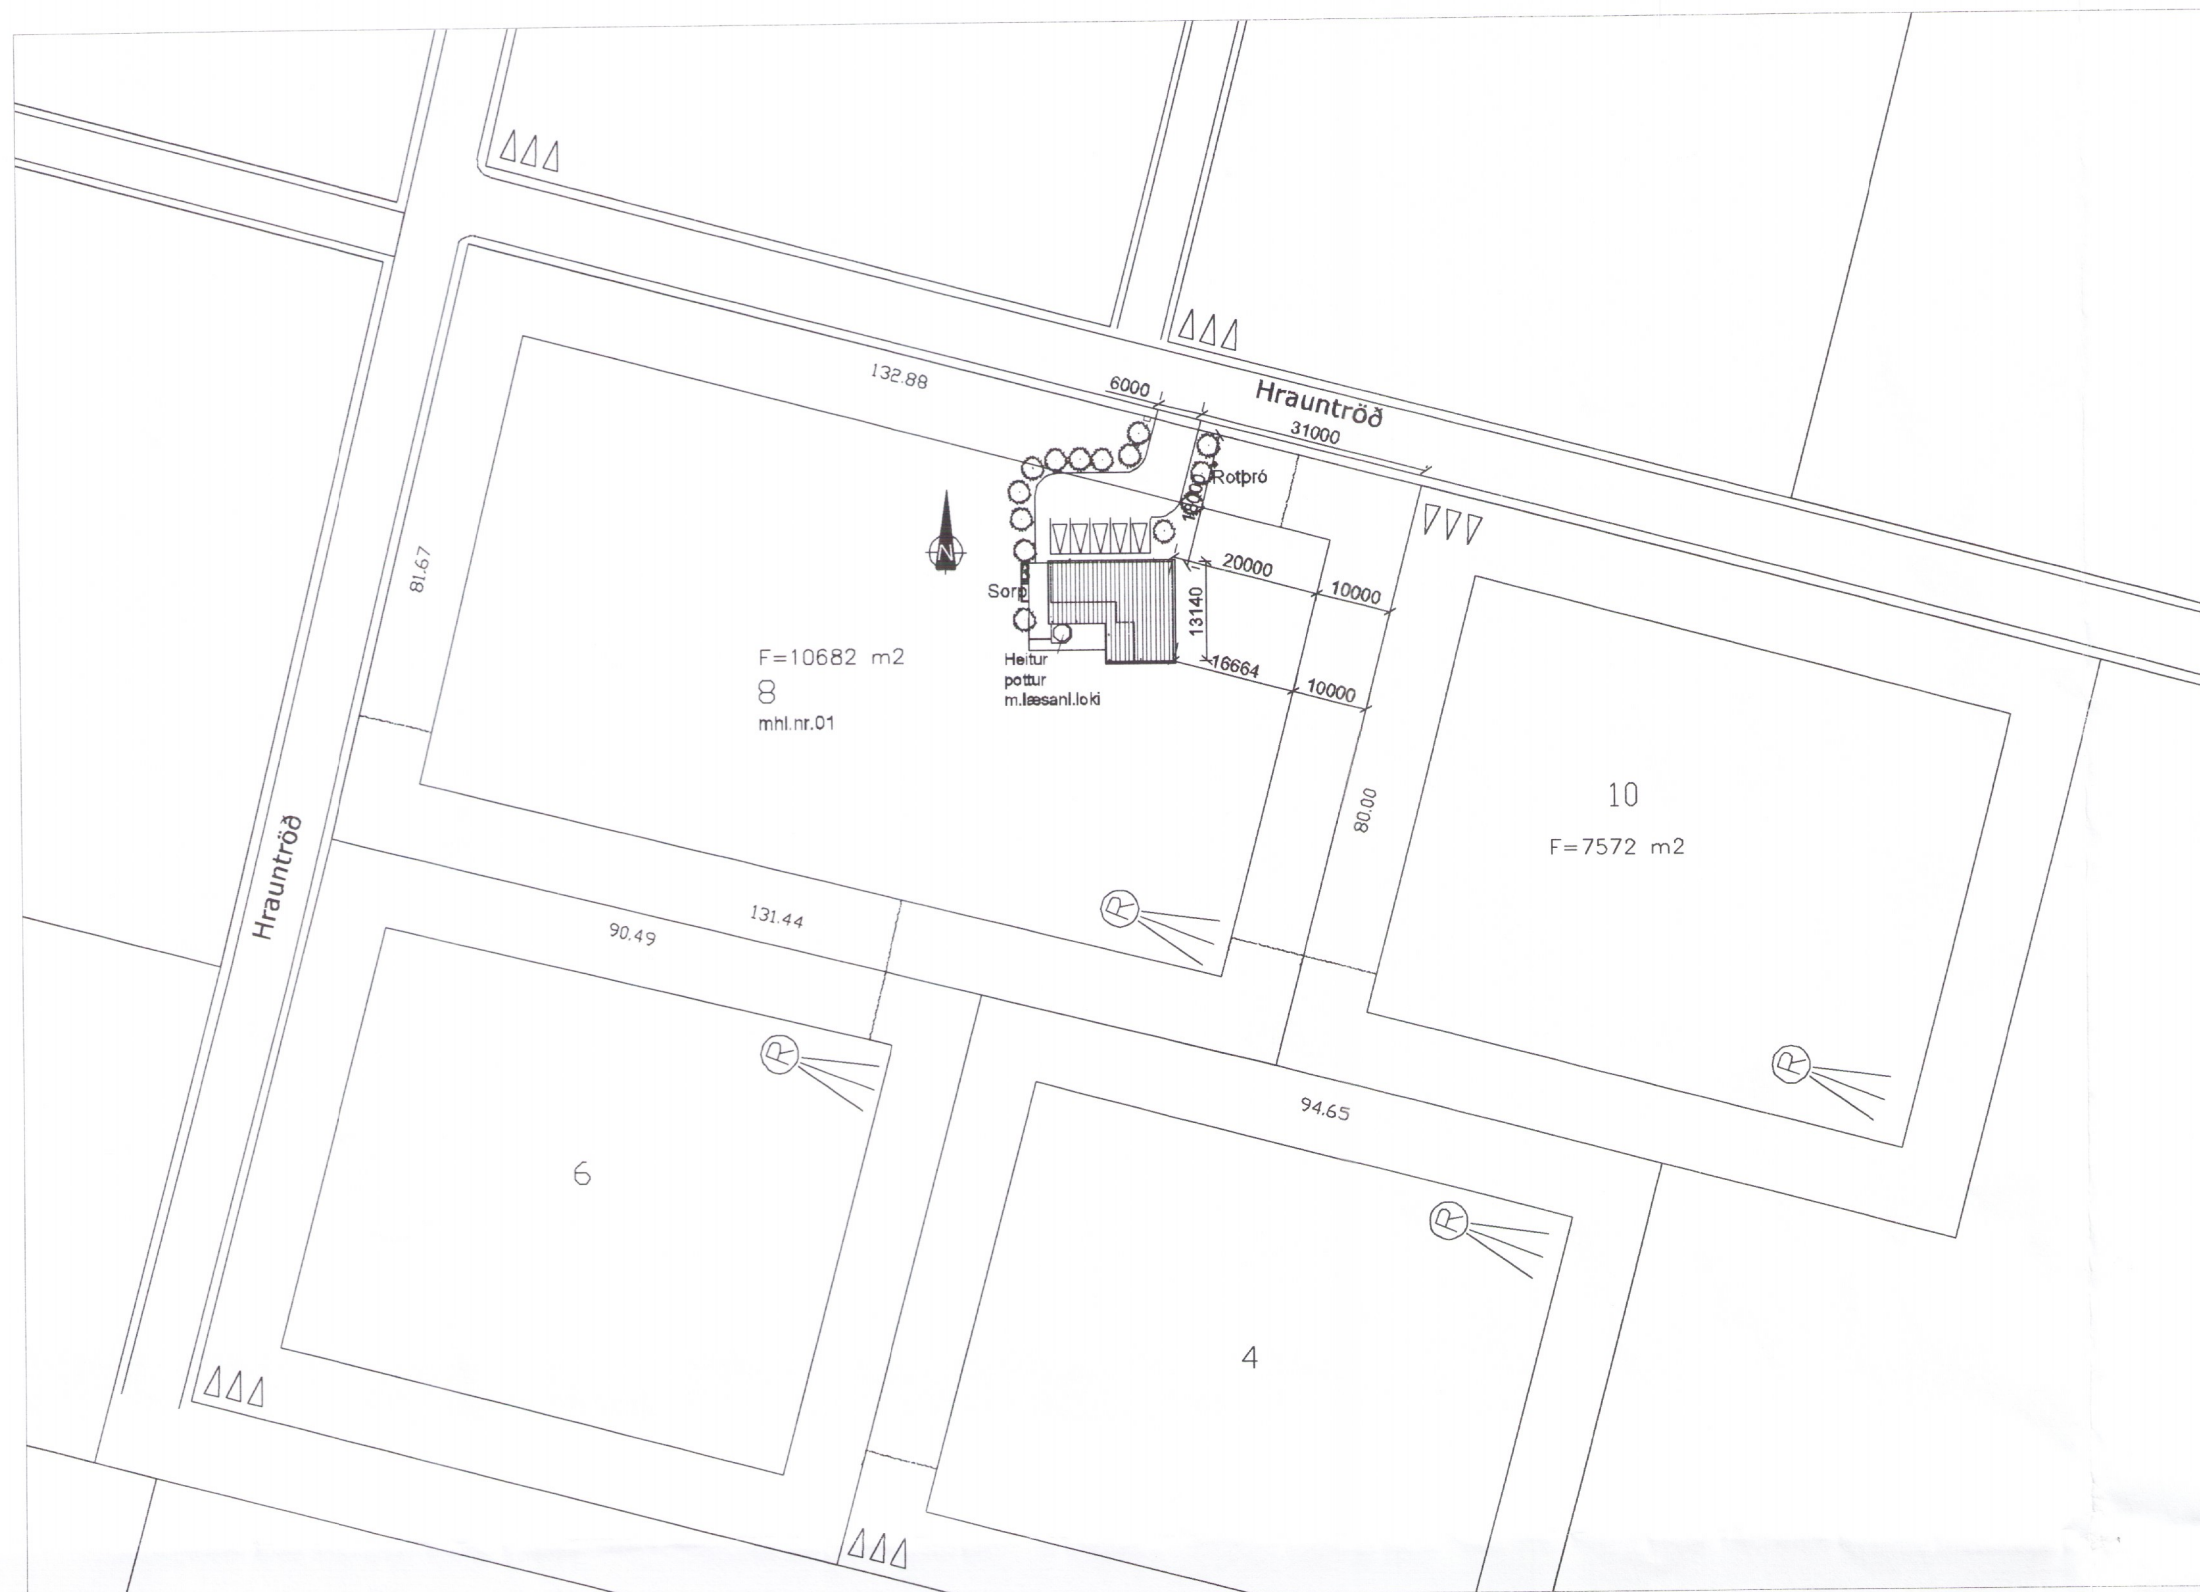 132.88
6000
Hrauntröð
31000
Rotþró
N
20000
10000
81.67
Sorp
13140
F=10682 m2
8
mhl.nr.01
Heitur
pottur
m.læsanl.loki
16664
10000
80.00
10
F=7572 m2
Hrauntröð
R
131.44
90.49
R
R
94.65
6
R
4